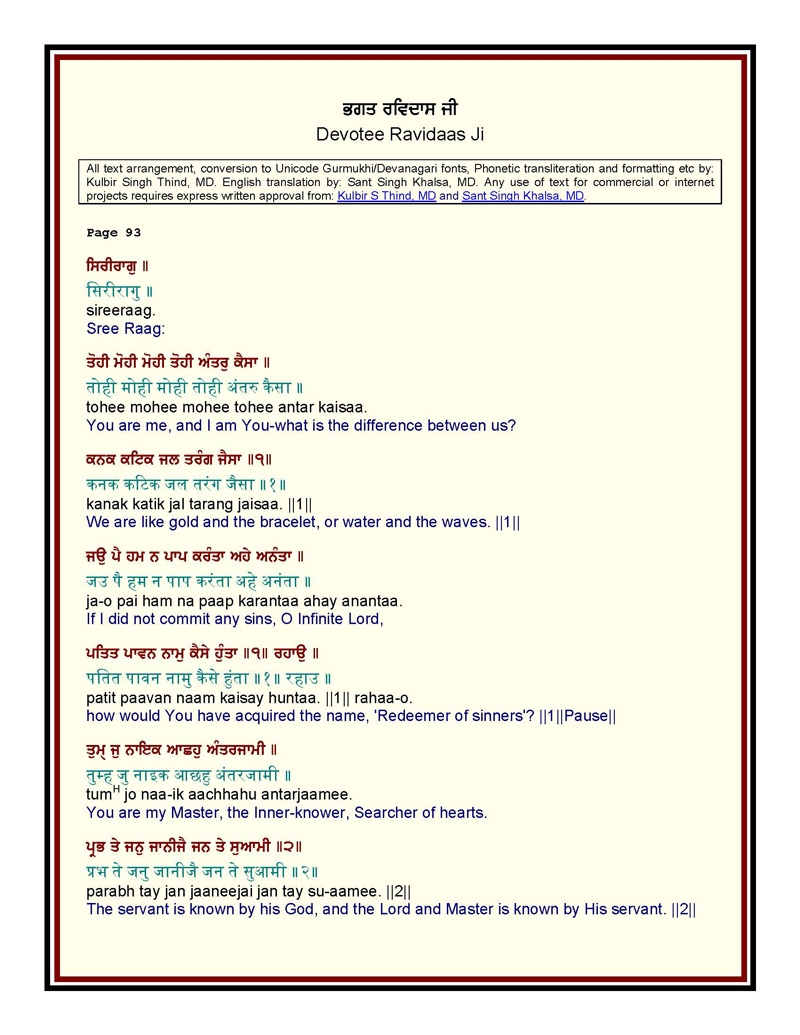 ਭਗਤ ਰਵਿਦਾਸ ਜੀ
Devotee Ravidaas Ji
All text arrangement, conversion to Unicode Gurmukhi/Devanagari fonts, Phonetic transliteration and formatting etc by:
Kulbir Singh Thind, MD. English translation by: Sant Singh Khalsa, MD. Any use of text for commercial or internet
projects requires express written approval from: Kulbir S Thind, MD and Sant Singh Khalsa, MD.
Page 93
ਸਿਰੀਰਾਗੁ ॥
सिरीरागु ॥
sireeraag.
Sree Raag:
ਤੋਹੀ ਮੋਹੀ ਮੋਹੀ ਤੋਹੀ ਅੰਤਰੁ ਕੈਸਾ ॥
तोही मोही मोही तोही अंतरु कैसा ॥
tohee mohee mohee tohee antar kaisaa.
You are me, and I am You-what is the difference between us?
ਕਨਕ ਕਟਿਕ ਜਲ ਤਰੰਗ ਜੈਸਾ ॥੧॥
कनक कटिक जल तरंग जैसा ॥१॥
kanak katik jal tarang jaisaa. ||1||
We are like gold and the bracelet, or water and the waves. ||1||
ਜਉ ਪੈ ਹਮ ਨ ਪਾਪ ਕਰੰਤਾ ਅਹੇ ਅਨੰਤਾ ॥
जउ पै हम न पाप करंता अहे अनंता ॥
ja-o pai ham na paap karantaa ahay anantaa.
If I did not commit any sins, O Infinite Lord,
ਪਤਿਤ ਪਾਵਨ ਨਾਮੁ ਕੈਸੇ ਹੁੰਤਾ ॥੧॥ ਰਹਾਉ ॥
पतित पावन नामु कैसे हुंता ॥१॥ रहाउ ॥
patit paavan naam kaisay huntaa. ||1|| rahaa-o.
how would You have acquired the name, 'Redeemer of sinners'? ||1||Pause||
ਤੁਮ੍ਹ੍ਹ ਜੁ ਨਾਇਕ ਆਛਹੁ ਅੰਤਰਜਾਮੀ ॥
तुम्ह जु नाइक आछहु अंतरजामी ॥
tumH jo naa-ik aachhahu antarjaamee.
You are my Master, the Inner-knower, Searcher of hearts.
ਪ੍ਰਭ ਤੇ ਜਨੁ ਜਾਨੀਜੈ ਜਨ ਤੇ ਸੁਆਮੀ ॥੨॥
प्रभ ते जनु जानीजै जन ते सुआमी ॥२॥
parabh tay jan jaaneejai jan tay su-aamee. ||2||
The servant is known by his God, and the Lord and Master is known by His servant. ||2||